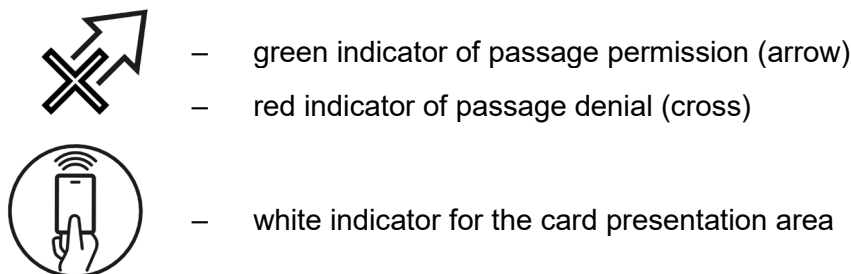 – green indicator of passage permission (arrow)
– red indicator of passage denial (cross)
– white indicator for the card presentation area